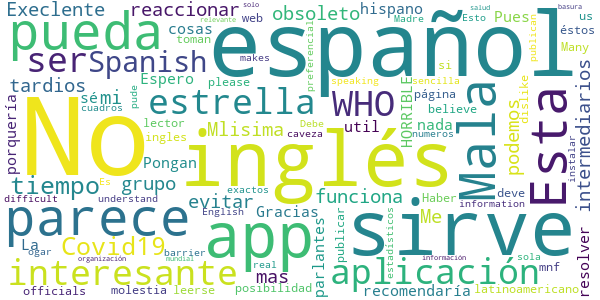 Execlente reaccionar obsoleto hispano Pues éstos
pueda cosas web Madre Esto us
toman si publican Many
ser Spanish español
tardios Espero makes please preferencial página believe
sémi estrella WHO HORRIBLE nada
cuadros pude podemos dislike
No inglés Mala Esta intermediarios
porquería lector Mlisima util speaking sencilla
ingles caveza Debe numeros instalar
Pongan
tiempo grupo evitar funciona Haber deve
difficult Es understand exactos Me information
parece app sirve resolver
English Gracias parlantes publicar estadísticos
La Covid19 barrier mas real
ogar organización mundial
interesante posibilidad aplicación sola mnf
officials molestia leerse recomendaría latinoamericano
información
relevante solo salud basura